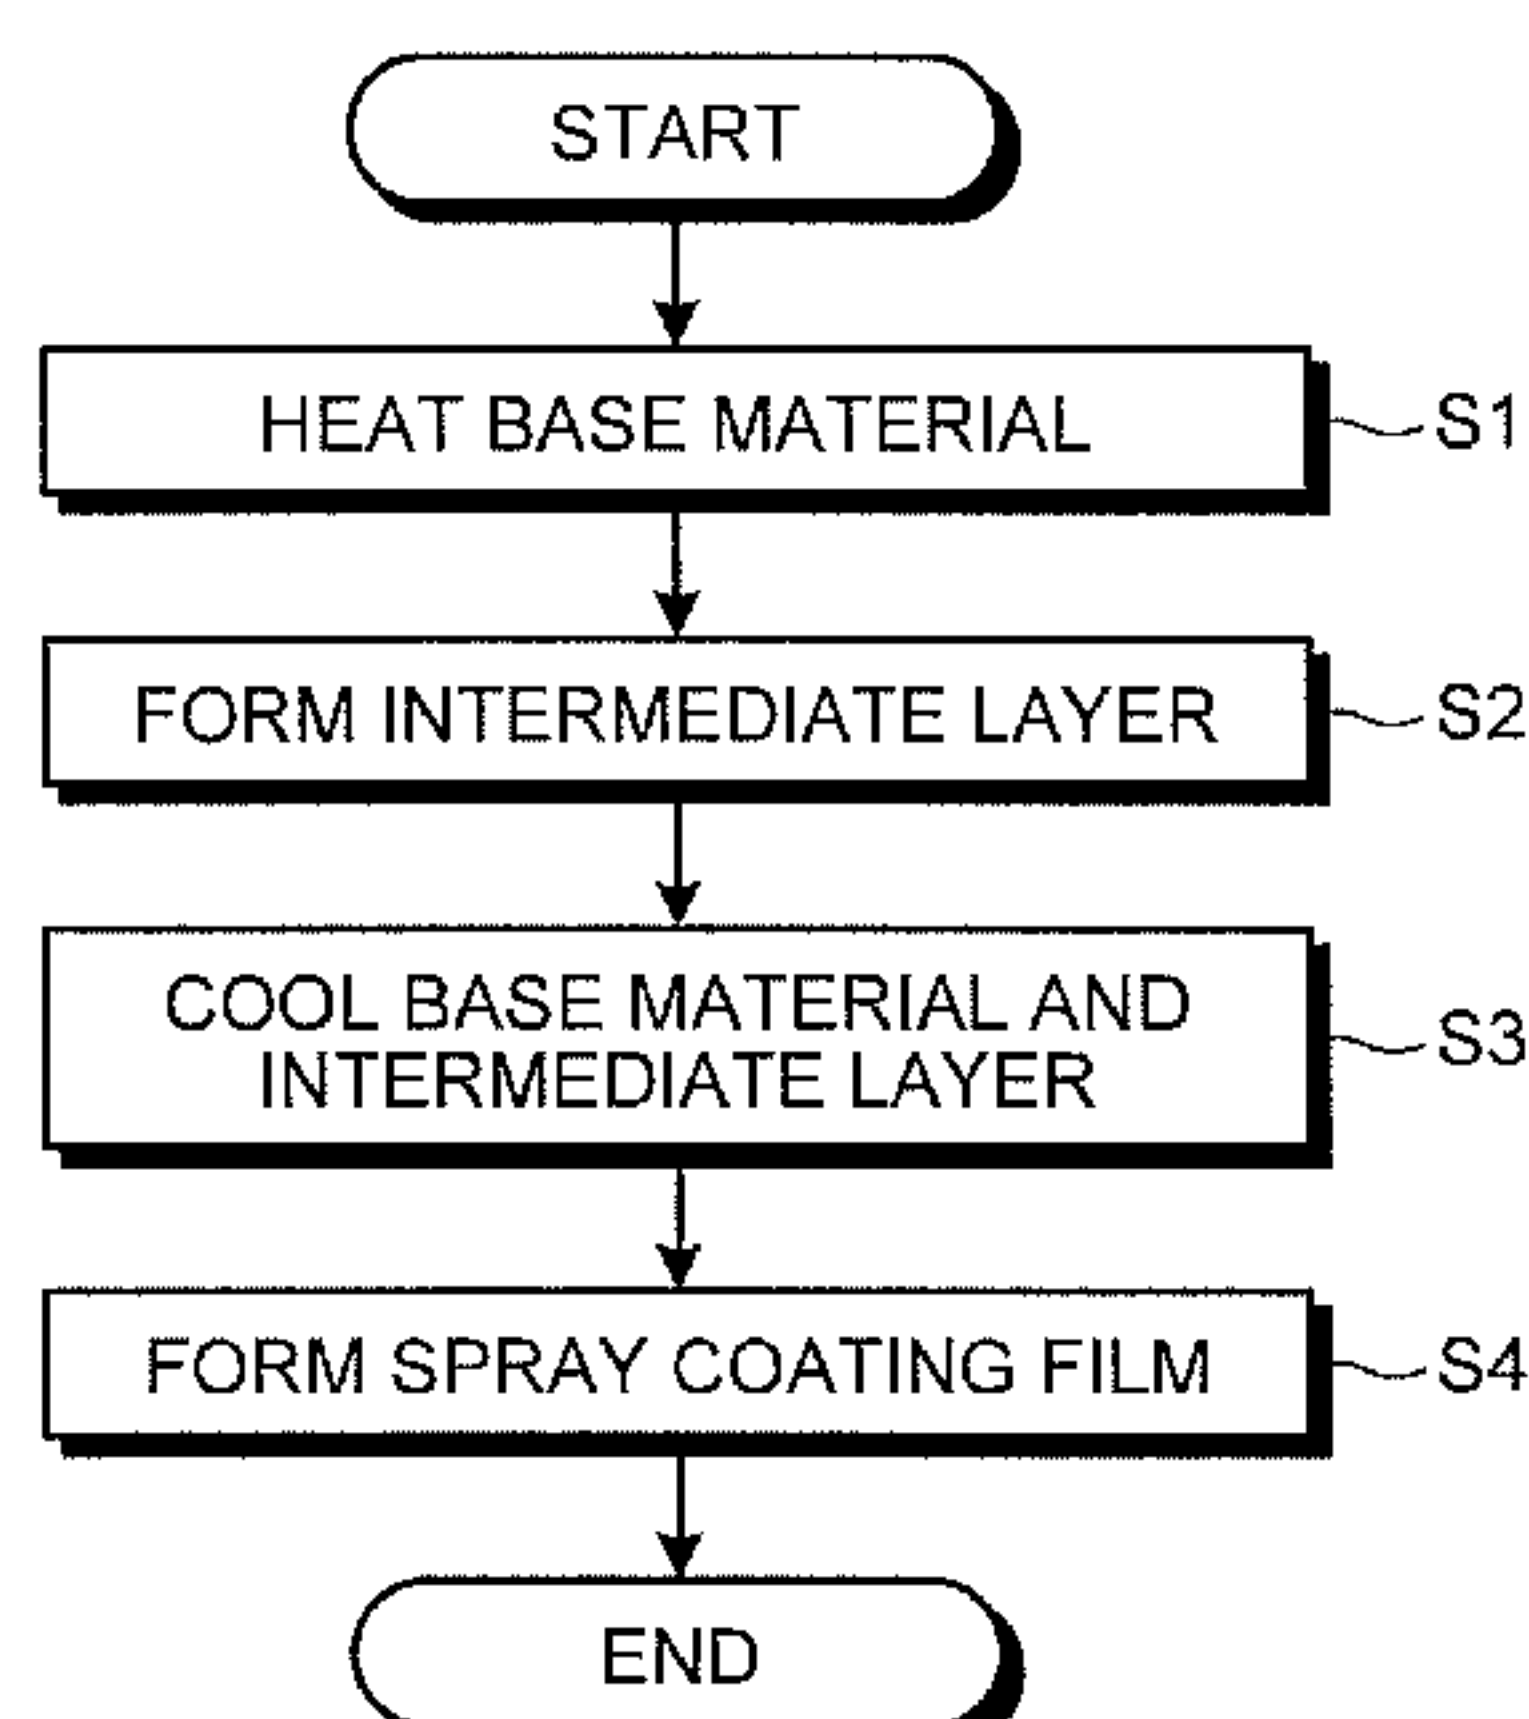 START
HEAT BASE MATERIAL
S1
FORM INTERMEDIATE LAYER
S2
COOL BASE MATERIAL AND
INTERMEDIATE LAYER
S3
FORM SPRAY COATING FILM
S4
END